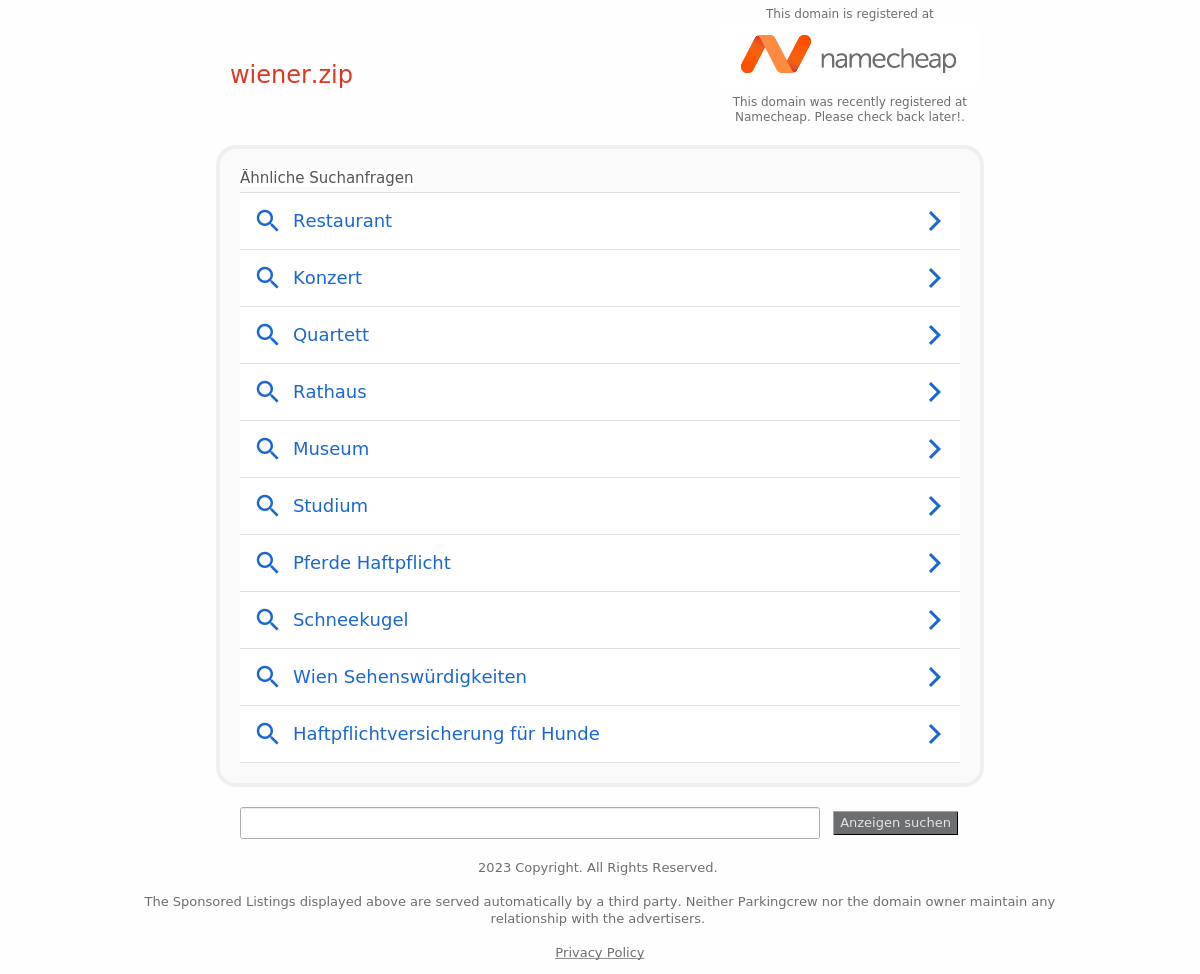 This domain is registered at
wiener.zip
namecheap
This domain was recently registered at
Namecheap. Please check back later!.
Ähnliche Suchanfragen
Restaurant
Konzert
Quartett
Rathaus
Museum
Studium
Pferde Haftpflicht
Schneekugel
Wien Sehenswürdigkeiten
Haftpflichtversicherung für Hunde
Anzeigen suchen
2023 Copyright. All Rights Reserved.
The Sponsored Listings displayed above are served automatically by a third party. Neither Parkingcrew nor the domain owner maintain any
relationship with the advertisers.
Privacy Policy